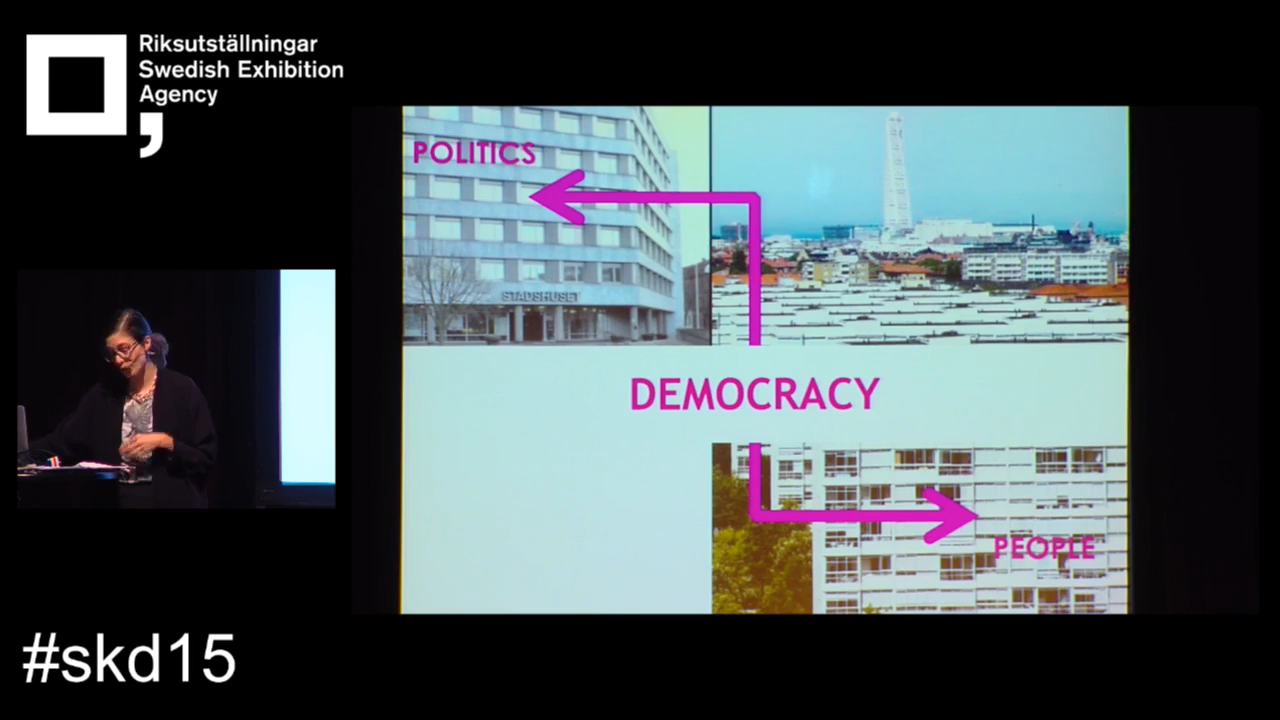 Riksutställningar
Swedish Exhibition
Agency
POLITICS
STADSHUSET
DEMOCRACY
PEOPLE
#skd15